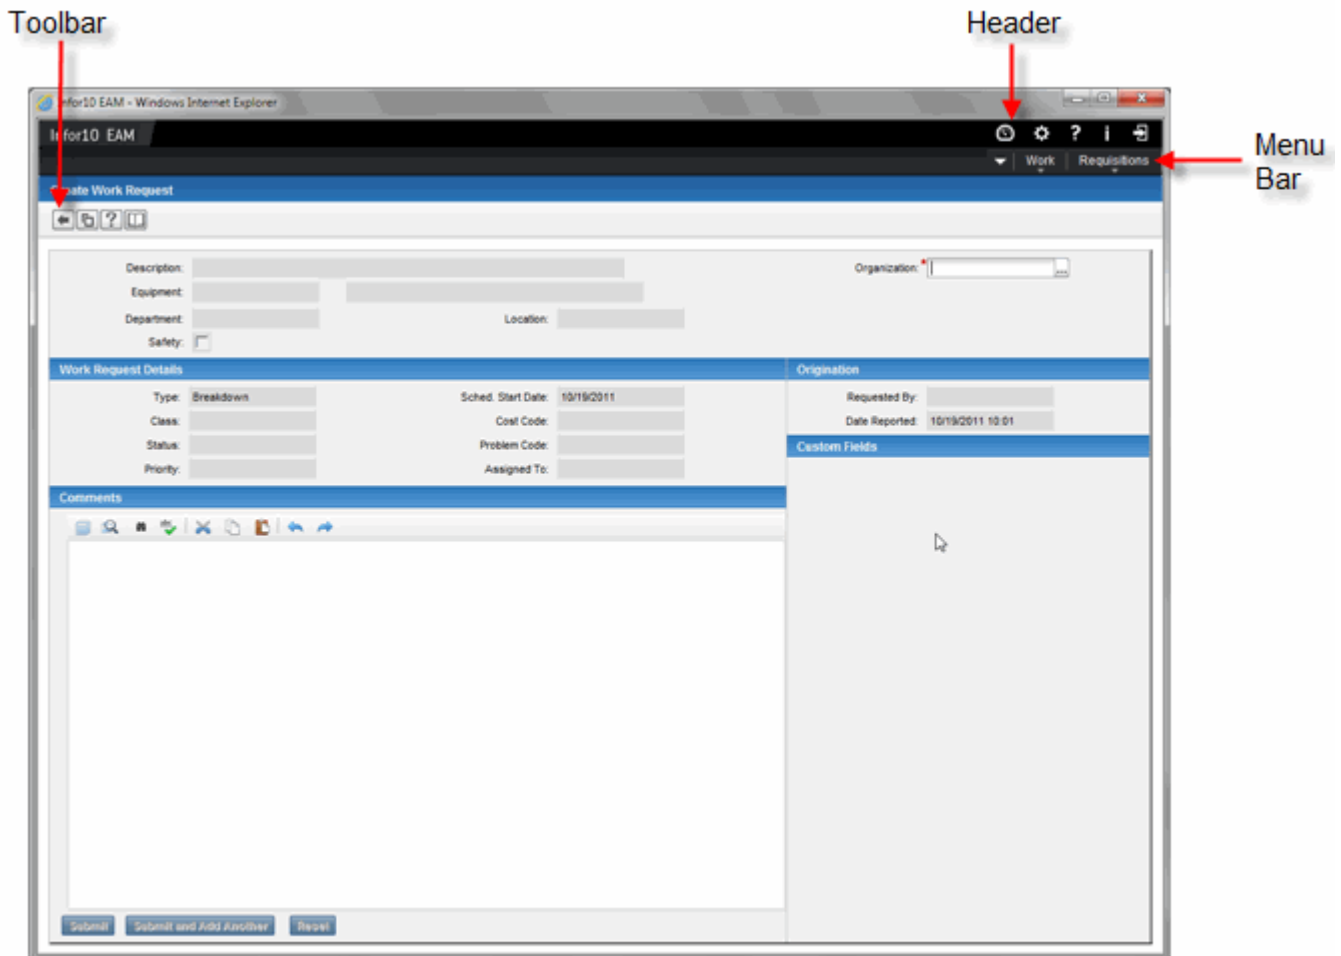 Toolbar
Header
Infor10 EAM - Windows Internet Explorer
Infor10 EAM
? i
Work Requisitions
Menu
Bar
Create Work Request
?
Description:
Organization: *
...
Equipment:
Department:
Location:
Safety:
Work Request Details
Origination
Type: Breakdown
Sched. Start Date: 10/19/2011
Requested By:
Class:
Cost Code:
Date Reported: 10/19/2011 10:01
Status:
Problem Code:
Custom Fields
Priority:
Assigned To:
Comments
Submit
Submit and Add Another
Reset